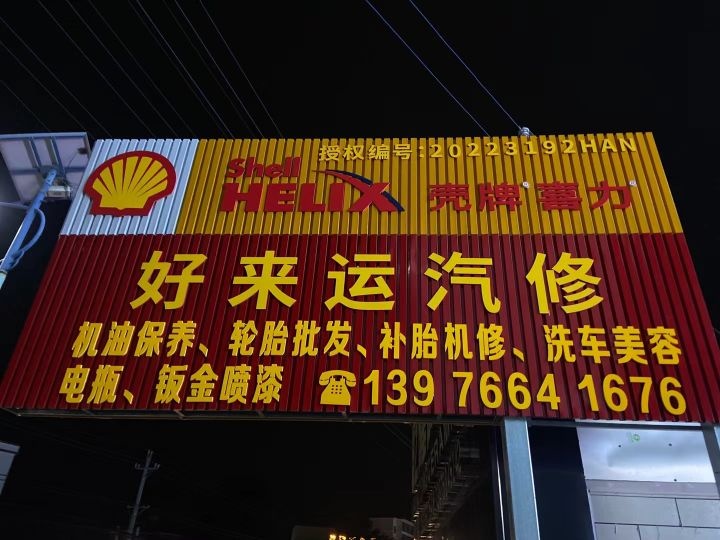 授权编号:20223192HAN
Shell
HELIX 壳牌®喜力®
好来运汽修
机油保养、轮胎批发、补胎机修、洗车美容
电瓶、钣金喷漆 ☎139 7664 1676